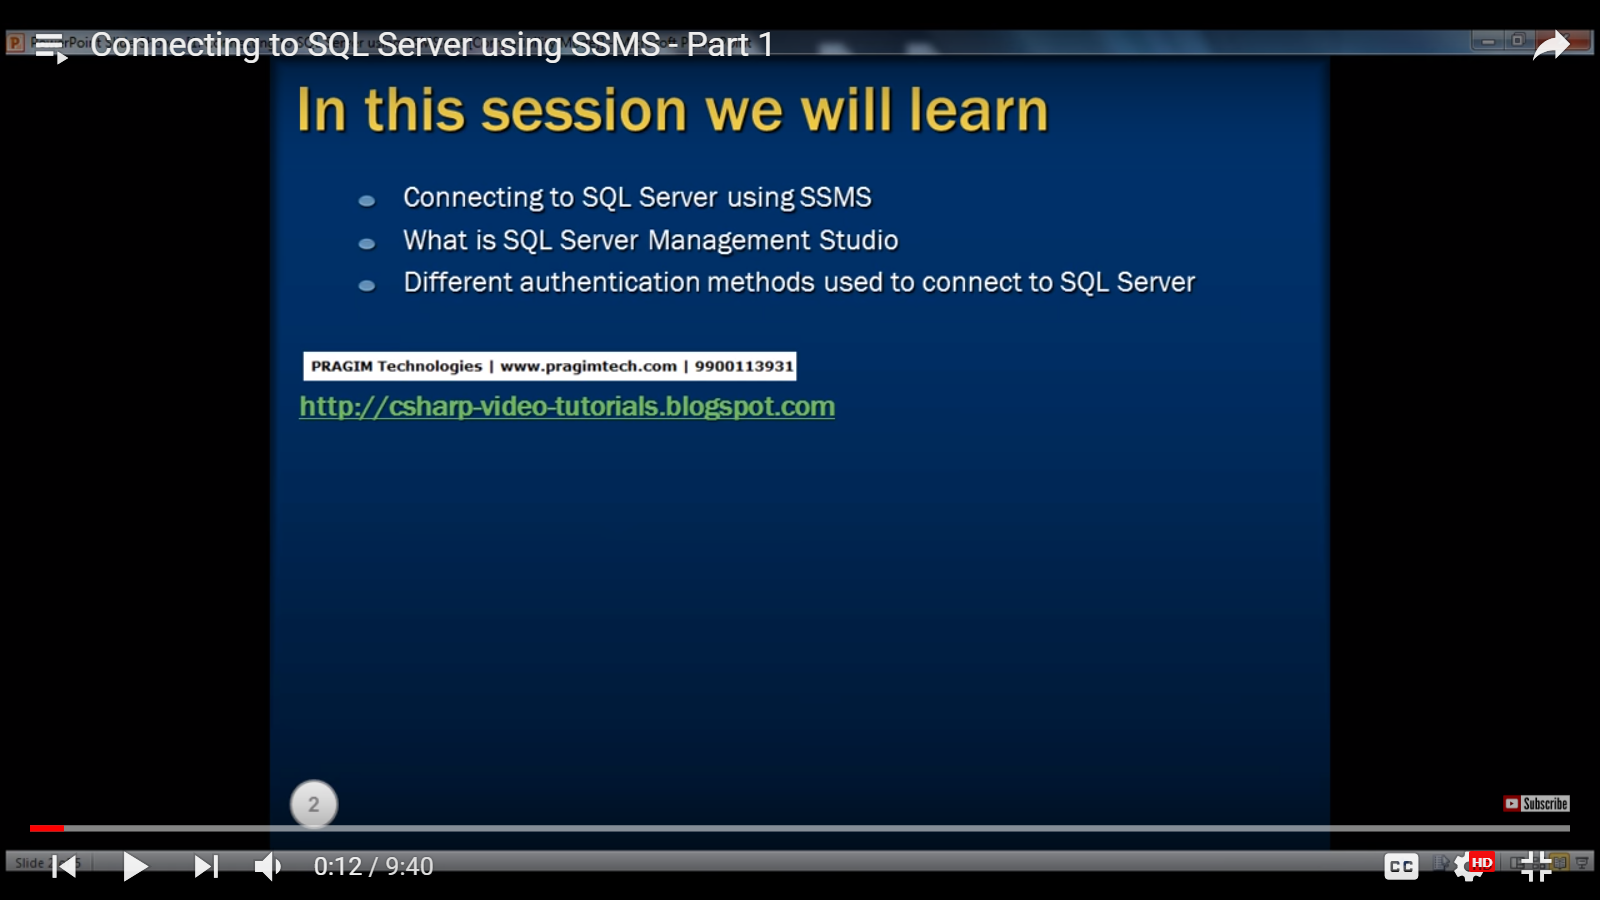 Connecting to SQL Server using SSMS - Part 1
In this session we will learn
Connecting to SQL Server using SSMS
What is SQL Server Management Studio
Different authentication methods used to connect to SQL Server
PRAGIM Technologies | www.pragimtech.com | 9900113931
http://csharp-video-tutorials.blogspot.com
2
Subscribe
Slide
0:12 / 9:40
CC
HD